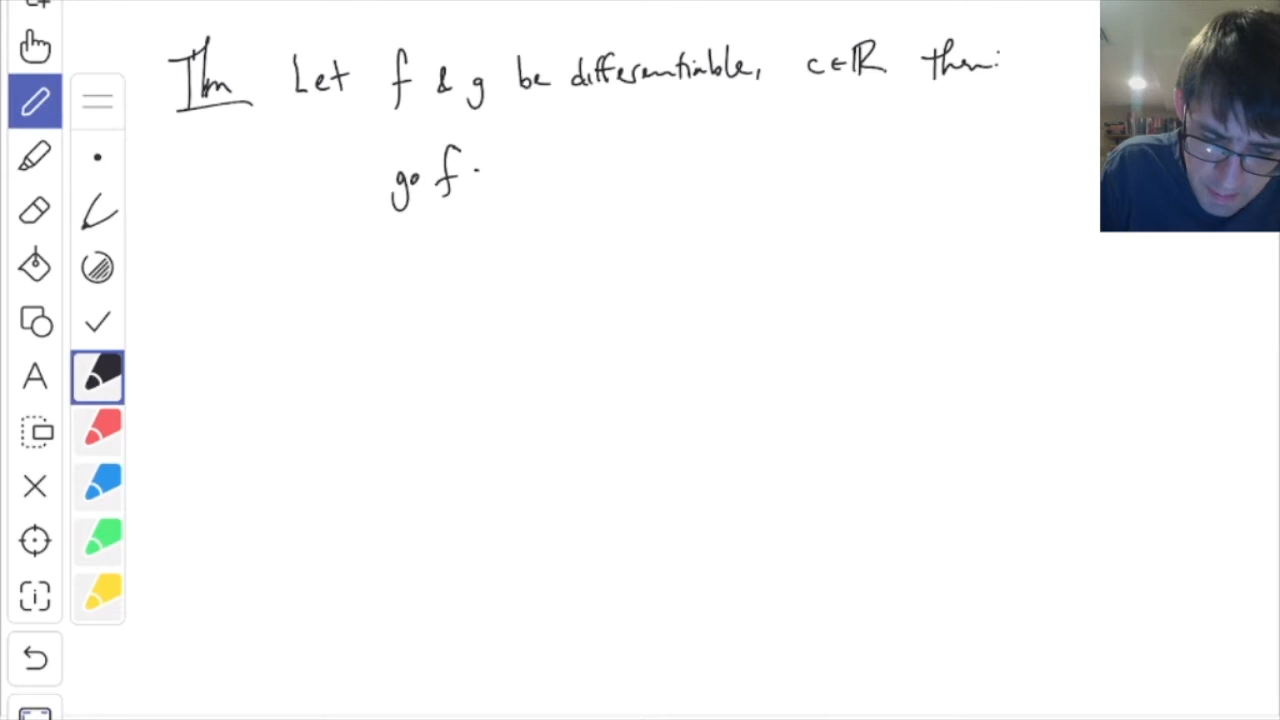 Thm Let f & g be differentiable, c∈ℝ then:
g∘f